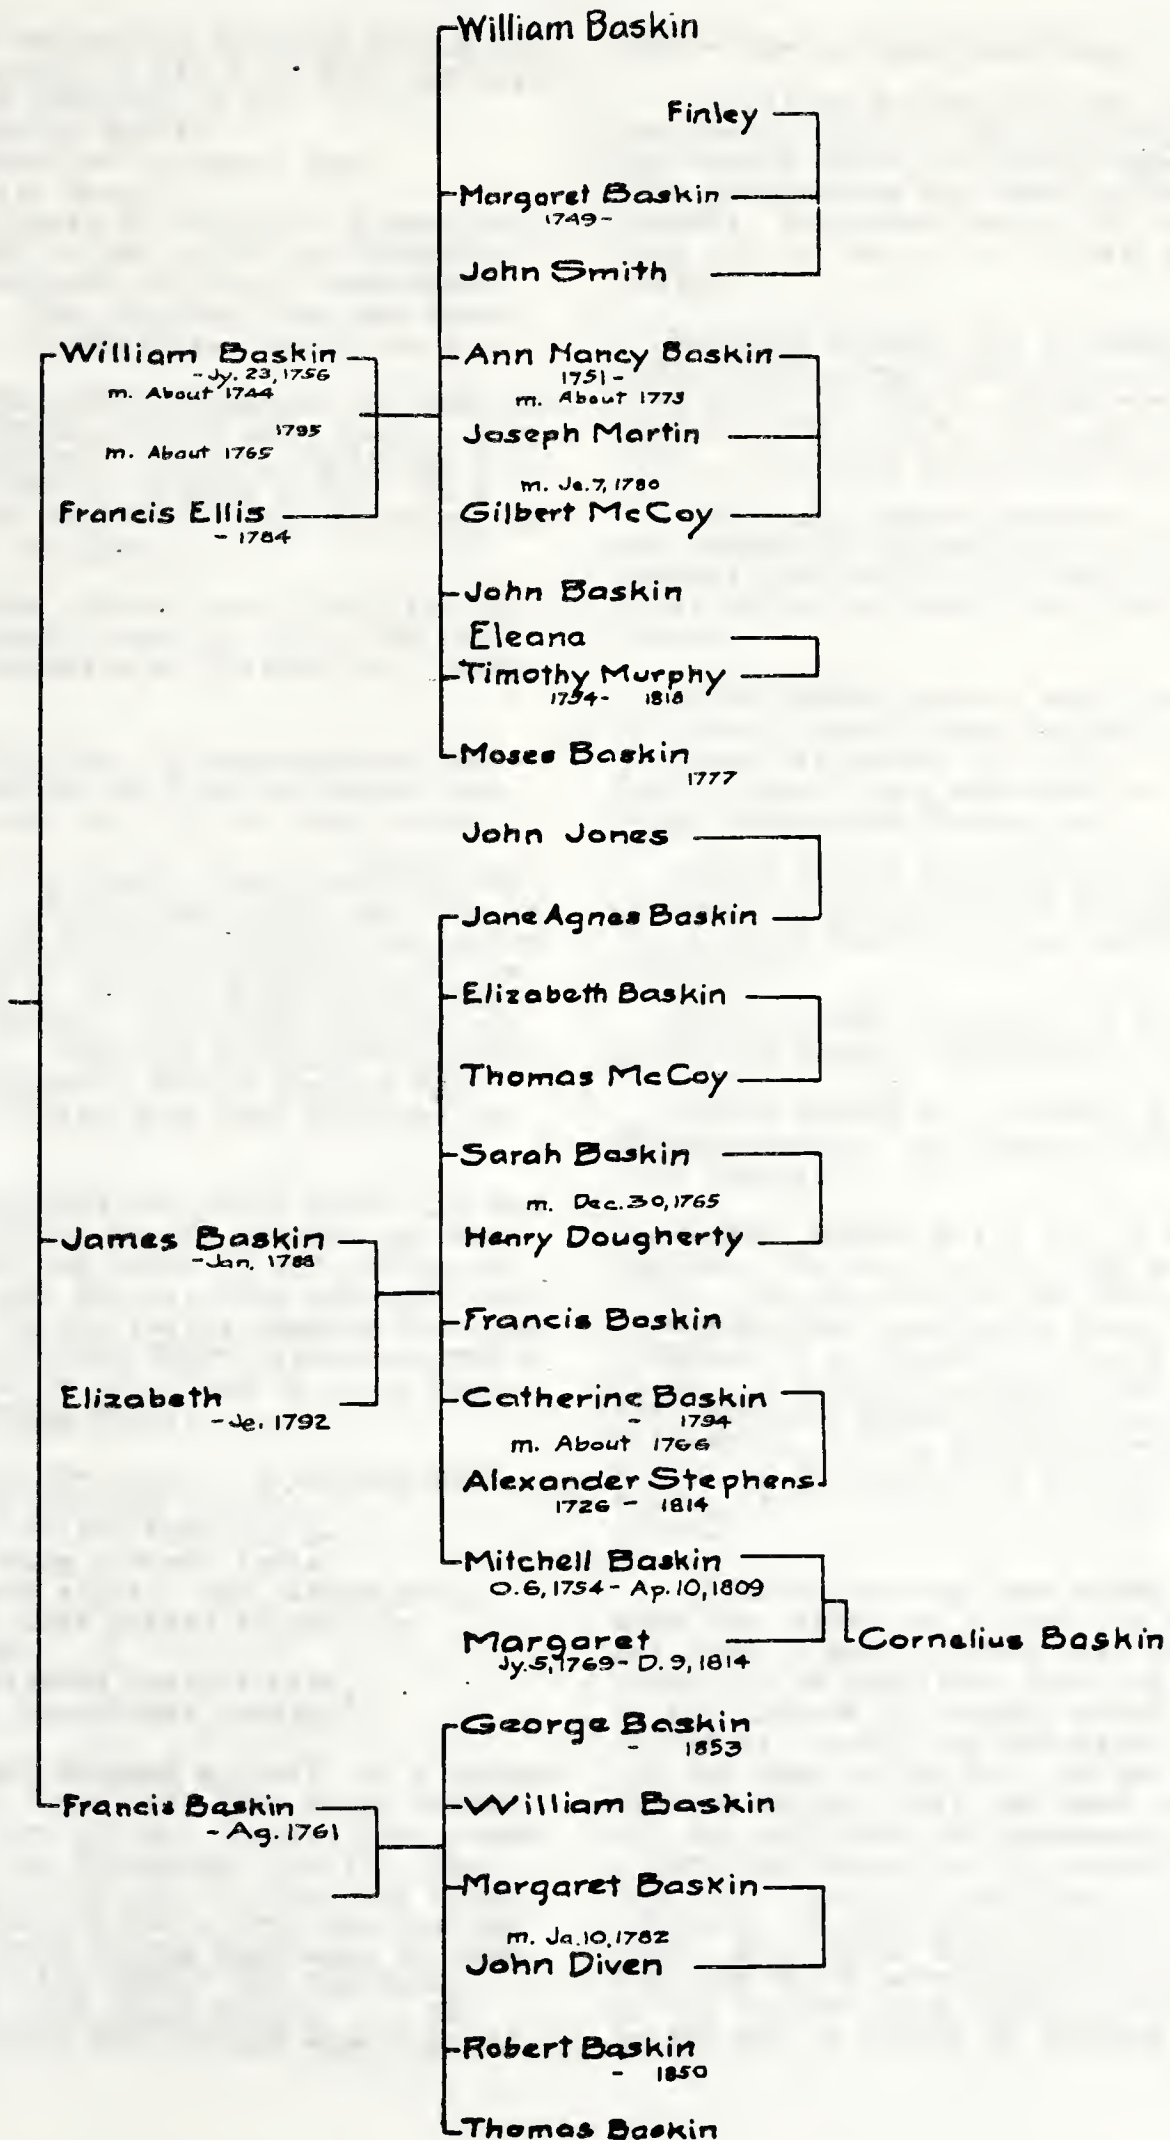 William Baskin
Finley
Margaret Baskin
1749-
John Smith
William Baskin
-Jy. 23, 1756
m. About 1744
1795
m. About 1765
Francis Ellis
- 1784
Ann Nancy Baskin
1751-
m. About 1773
Joseph Martin
m. Je. 7, 1780
Gilbert McCoy
John Baskin
Eleana
Timothy Murphy
1754- 1818
Moses Baskin
1777
John Jones
Jane Agnes Baskin
Elizabeth Baskin
Thomas McCoy
Sarah Baskin
m. Dec. 30, 1765
Henry Dougherty
James Baskin
-Jan. 1788
Elizabeth
-Je. 1792
Francis Baskin
Catherine Baskin
- 1794
m. About 1766
Alexander Stephens
1726 - 1814
Mitchell Baskin
O. 6, 1754 - Ap. 10, 1809
Margaret
Jy. 5, 1769 - D. 9, 1814
Cornelius Baskin
George Baskin
- 1853
Francis Baskin
- Ag. 1761
William Baskin
Margaret Baskin
m. Ja. 10, 1782
John Diven
Robert Baskin
- 1850
Thomas Baskin